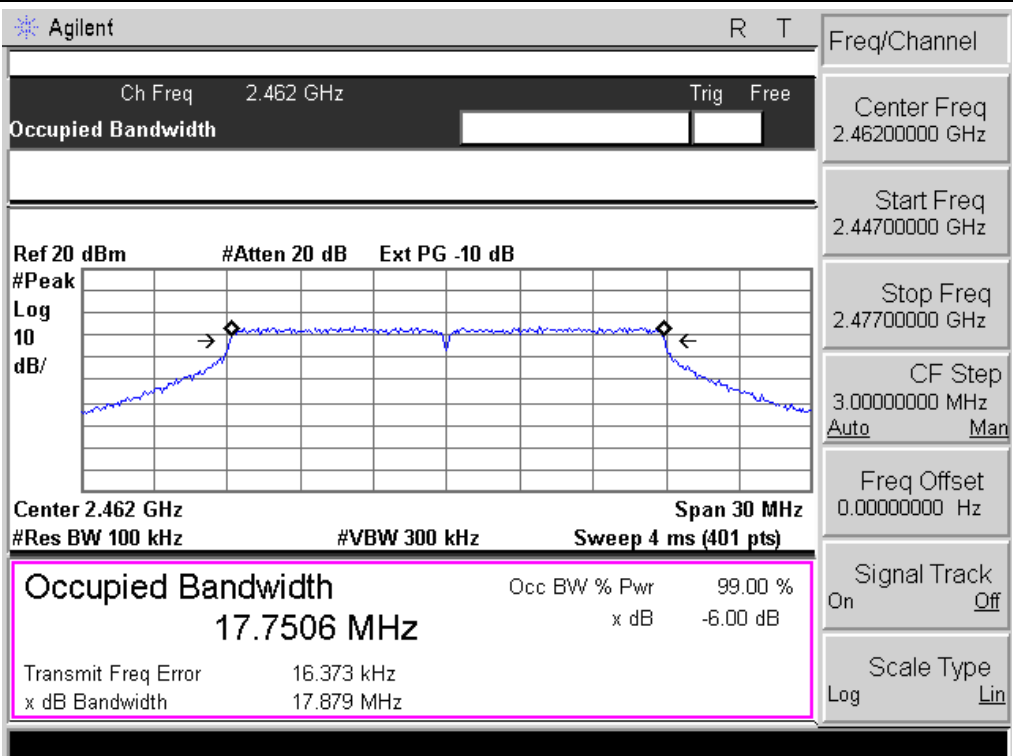 Agilent R T
Ch Freq 2.462 GHz Trig Free
Occupied Bandwidth
Ref 20 dBm #Atten 20 dB Ext PG -10 dB
#Peak
Log
10
dB/
Center 2.462 GHz Span 30 MHz
#Res BW 100 kHz #VBW 300 kHz Sweep 4 ms (401 pts)
Occupied Bandwidth Occ BW % Pwr 99.00 %
17.7506 MHz x dB -6.00 dB
Transmit Freq Error 16.373 kHz
x dB Bandwidth 17.879 MHz
Freq/Channel
Center Freq
2.46200000 GHz
Start Freq
2.44700000 GHz
Stop Freq
2.47700000 GHz
CF Step
3.00000000 MHz
Auto Man
Freq Offset
0.00000000 Hz
Signal Track
On Off
Scale Type
Log Lin